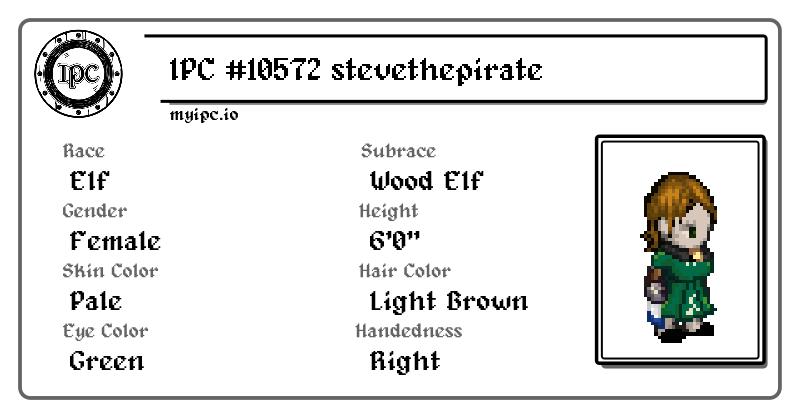 IPC
IPC #10572 stevethepirate
myipc.io
Race
Elf
Subrace
Wood Elf
Gender
Female
Height
6'0"
Skin Color
Pale
Hair Color
Light Brown
Eye Color
Green
Handedness
Right